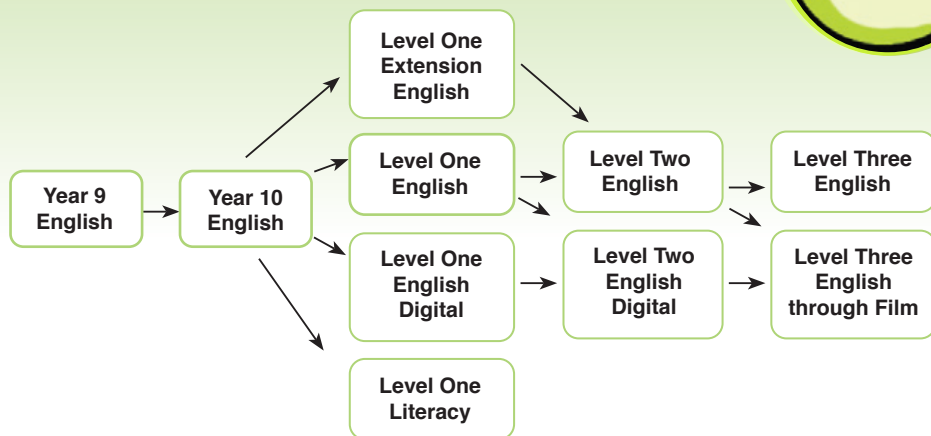 Year 9
English
Year 10
English
Level One
Extension
English
Level One
English
Level One
English
Digital
Level One
Literacy
Level Two
English
Level Two
English
Digital
Level Three
English
Level Three
English
through Film